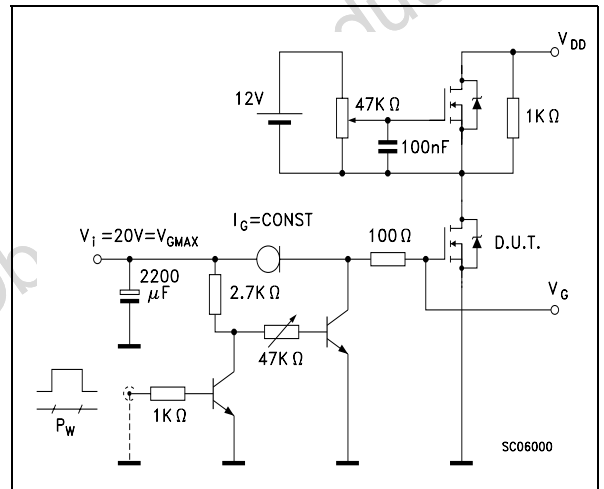 V_DD
12V
47K Ω
100nF
1K Ω
V_i =20V=V_GMAX
I_G=CONST
100 Ω
D.U.T.
2200
μF
2.7K Ω
V_G
47K Ω
1K Ω
P_W
SC06000